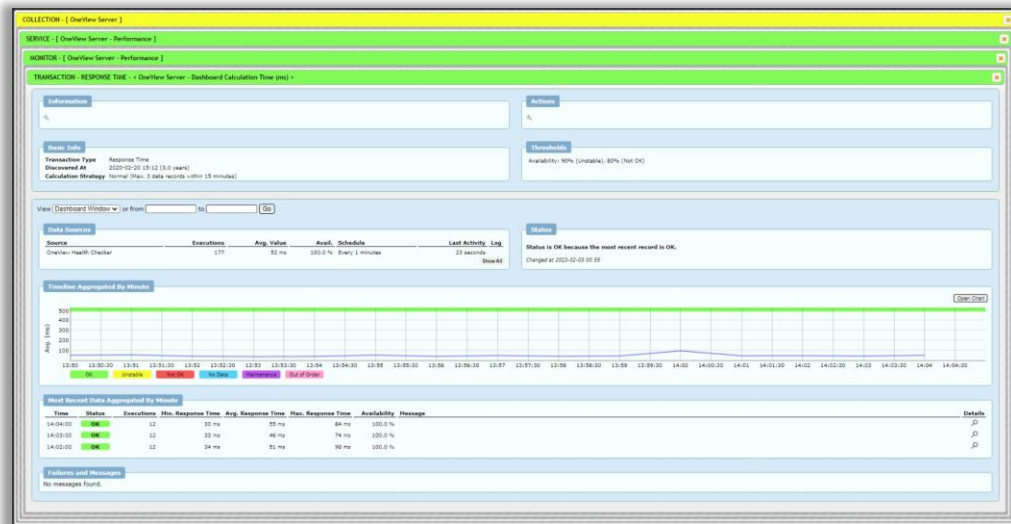 COLLECTION - [ OneView Server ]
SERVICE - [ OneView Server - Performance ]
MONITOR - [ OneView Server - Performance ]
TRANSACTION - RESPONSE TIME - < OneView Server - Dashboard Calculation Time (ms) >
Information
Actions
Basic Info
Thresholds
Transaction Type Response Time
Availability: 90% (Unstable), 80% (Not OK)
Discovered At 2020-02-20 15:12 (3.0 years)
Calculation Strategy Normal (Max. 3 data records within 15 minutes)
View Dashboard Window or from to Go
Data Sources
Status
Source Executions Avg. Value Avail. Schedule Last Activity Log
Status is OK because the most recent record is OK.
OneView Health Checker 177 52 ms 100.0 % Every 1 minutes 23 seconds
Show All
Changed at 2023-02-03 00:55
Timeline Aggregated By Minute
Open Chart
Avg. (ms)
500
400
300
200
100
13:50 13:50:30 13:51 13:51:30 13:52 13:52:30 13:53 13:53:30 13:54 13:54:30 13:55 13:55:30 13:56 13:56:30 13:57 13:57:30 13:58 13:58:30 13:59 13:59:30 14:00 14:00:30 14:01 14:01:30 14:02 14:02:30 14:03 14:03:30 14:04 14:04:30
OK Unstable Not OK No Data Maintenance Out of Order
Most Recent Data Aggregated By Minute
Time Status Executions Min. Response Time Avg. Response Time Max. Response Time Availability Message Details
14:04:00 OK 12 30 ms 55 ms 84 ms 100.0 %
14:03:00 OK 12 33 ms 46 ms 74 ms 100.0 %
14:02:00 OK 12 34 ms 51 ms 98 ms 100.0 %
Failures and Messages
No messages found.